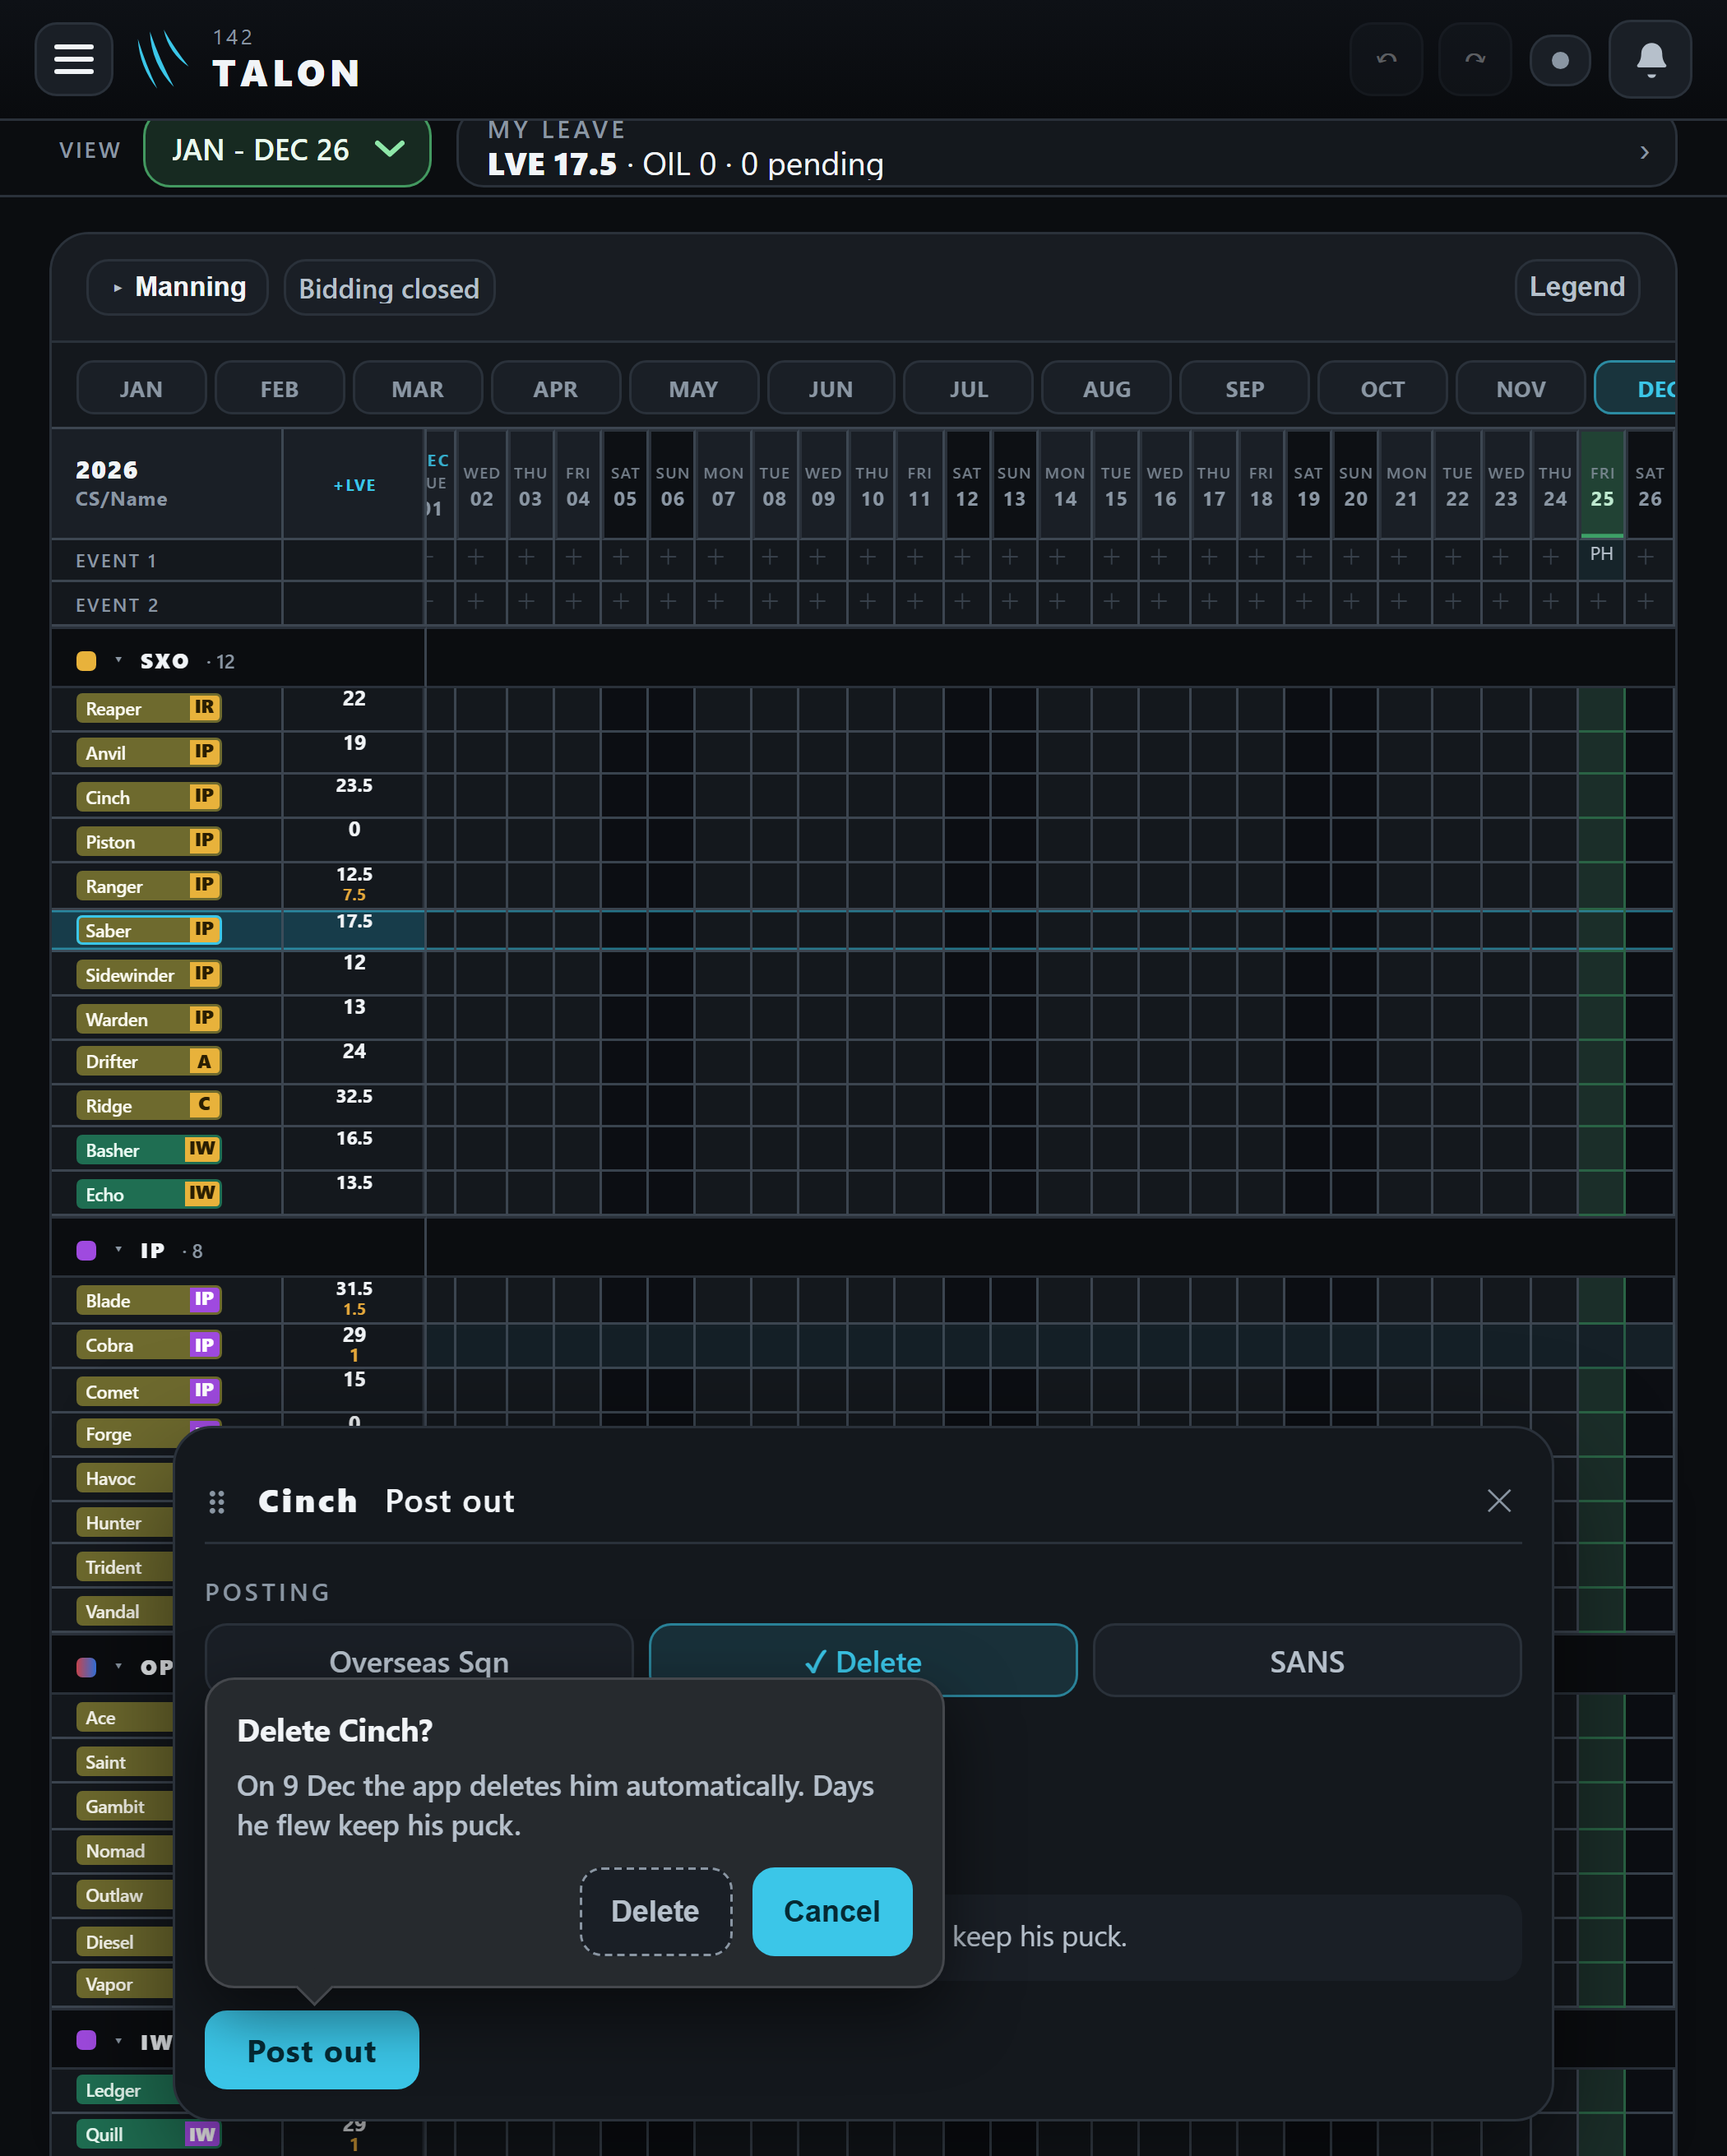 142
TALON
VIEW
JAN - DEC 26
MY LEAVE
LVE 17.5 · OIL 0 · 0 pending
Manning
Bidding closed
Legend
JAN FEB MAR APR MAY JUN JUL AUG SEP OCT NOV DEC
2026
CS/Name
+LVE
EC UE 01
WED 02 THU 03 FRI 04 SAT 05 SUN 06 MON 07 TUE 08 WED 09 THU 10 FRI 11 SAT 12 SUN 13 MON 14 TUE 15 WED 16 THU 17 FRI 18 SAT 19 SUN 20 MON 21 TUE 22 WED 23 THU 24 FRI 25 SAT 26
EVENT 1 PH
EVENT 2
SXO · 12
Reaper IR 22
Anvil IP 19
Cinch IP 23.5
Piston IP 0
Ranger IP 12.5 7.5
Saber IP 17.5
Sidewinder IP 12
Warden IP 13
Drifter A 24
Ridge C 32.5
Basher IW 16.5
Echo IW 13.5
IP · 8
Blade IP 31.5 1.5
Cobra IP 29 1
Comet IP 15
Forge 0
Havoc
Hunter
Trident
Vandal
OP
Ace
Saint
Gambit
Nomad
Outlaw
Diesel
Vapor
IW
Ledger
Quill IW 29 1
Cinch Post out
POSTING
Overseas Sqn
✓ Delete
SANS
Delete Cinch?
On 9 Dec the app deletes him automatically. Days
he flew keep his puck.
Delete
Cancel
keep his puck.
Post out